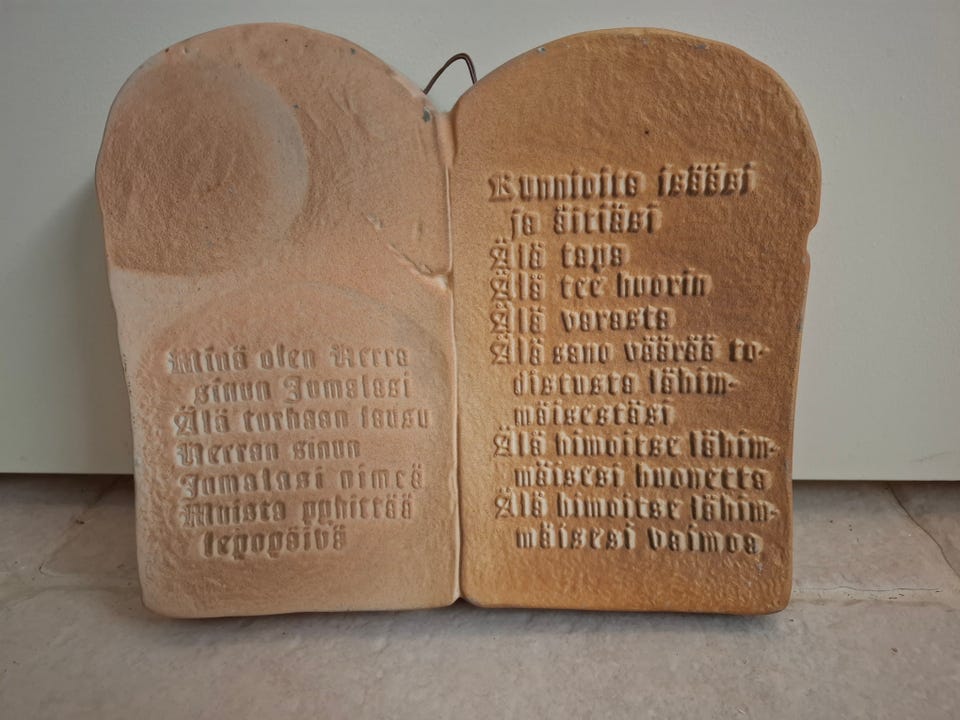 Minä olen Herra
sinun Jumalasi
Älä turhaan lausu
Herran sinun
Jumalasi nimeä
Muista pyhittää
lepopäivä
Kunnioita isääsi
ja äitiäsi
Älä tapa
Älä tee huorin
Älä varasta
Älä sano väärää to-
distusta lähim-
mäisestäsi
Älä himoitse lähim-
mäisesi huonetta
Älä himoitse lähim-
mäisesi vaimoa